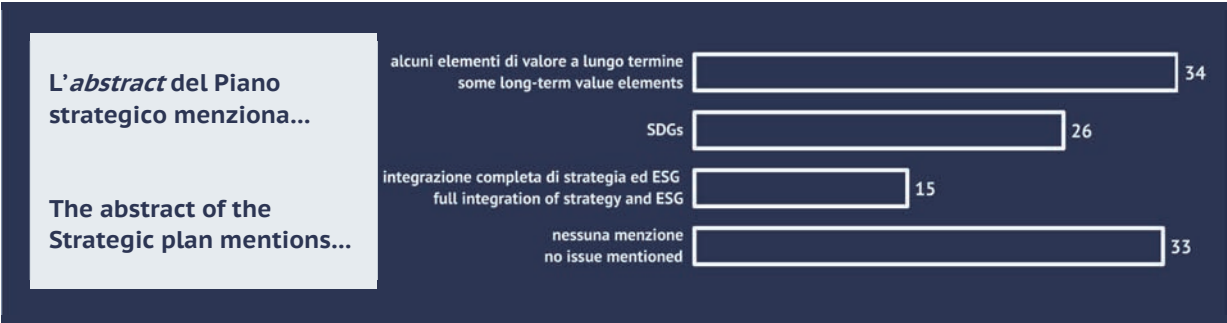 L'abstract del Piano
strategico menziona...
The abstract of the
Strategic plan mentions...
alcuni elementi di valore a lungo termine
some long-term value elements
34
SDGs
26
integrazione completa di strategia ed ESG
full integration of strategy and ESG
15
nessuna menzione
no issue mentioned
33